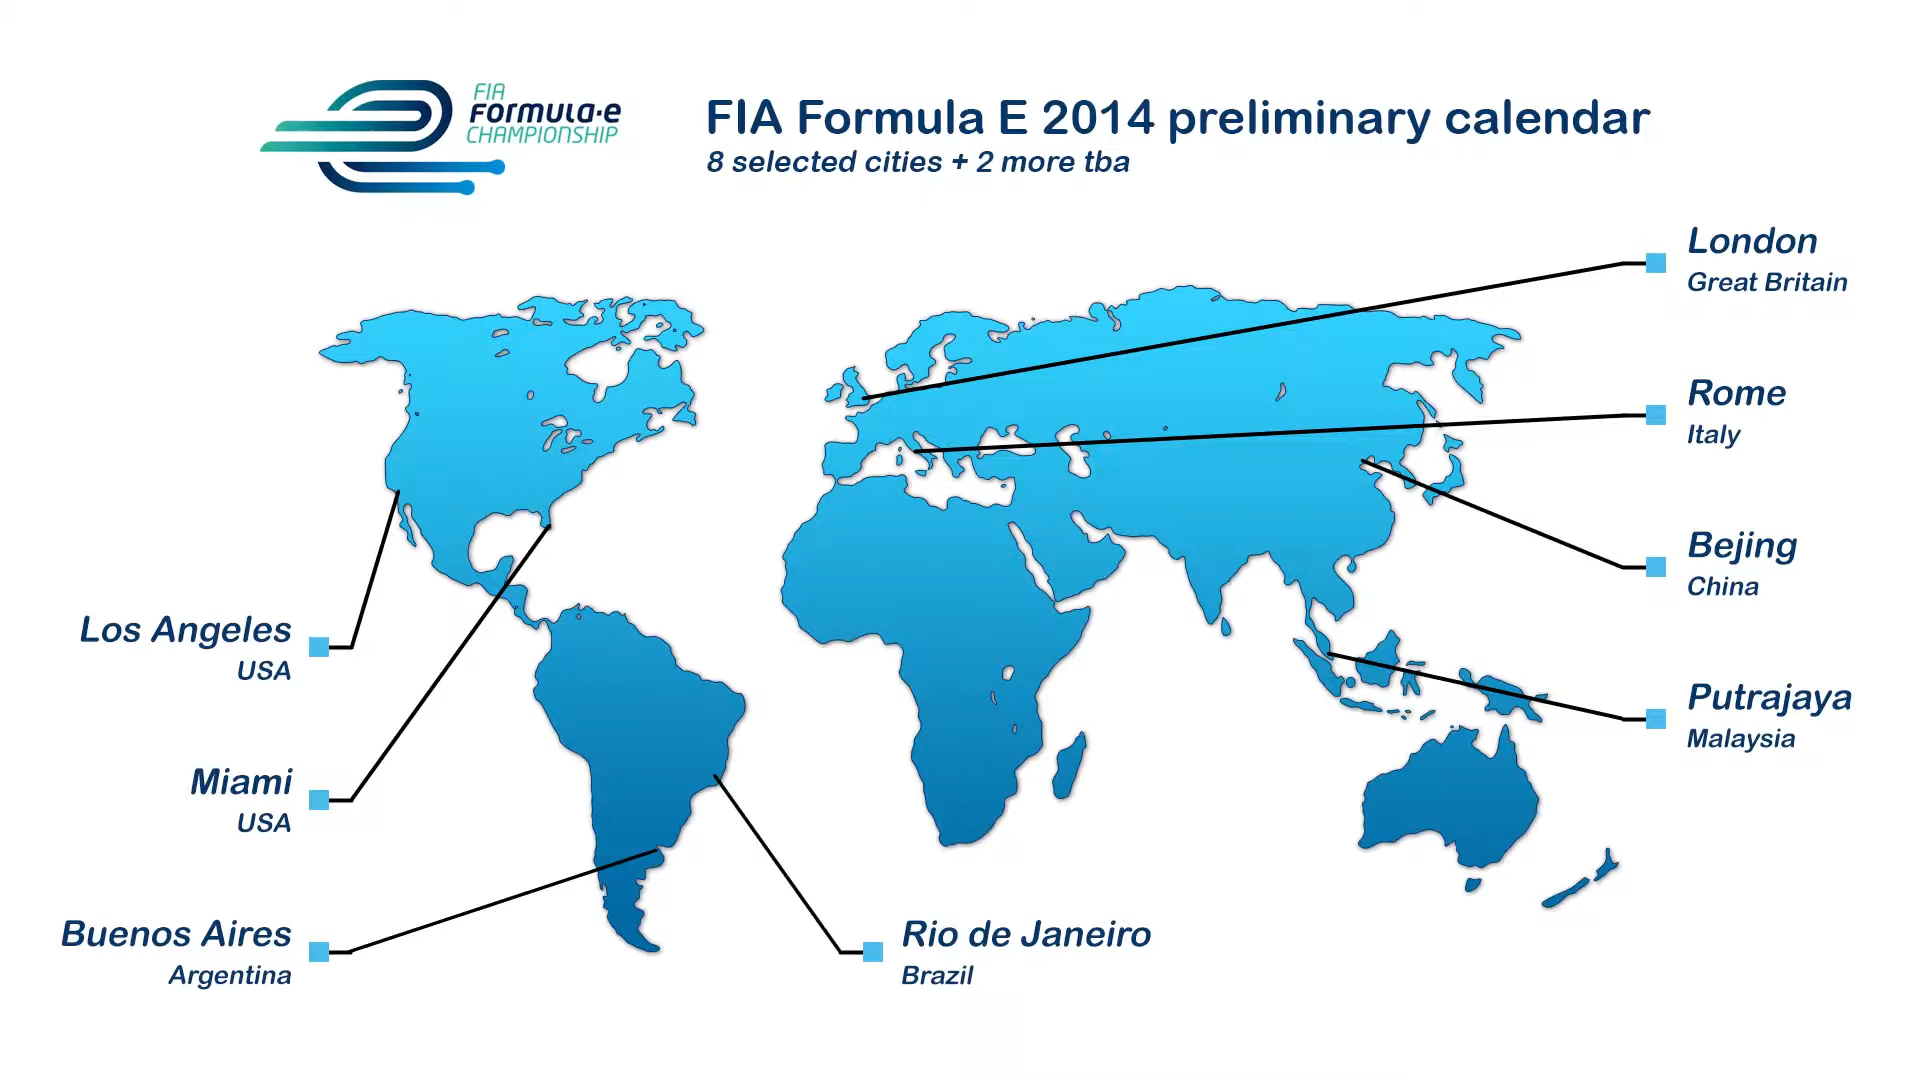 FIA
Formula-e
CHAMPIONSHIP
FIA Formula E 2014 preliminary calendar
8 selected cities + 2 more tba
London
Great Britain
Rome
Italy
Bejing
China
Putrajaya
Malaysia
Los Angeles
USA
Miami
USA
Buenos Aires
Argentina
Rio de Janeiro
Brazil